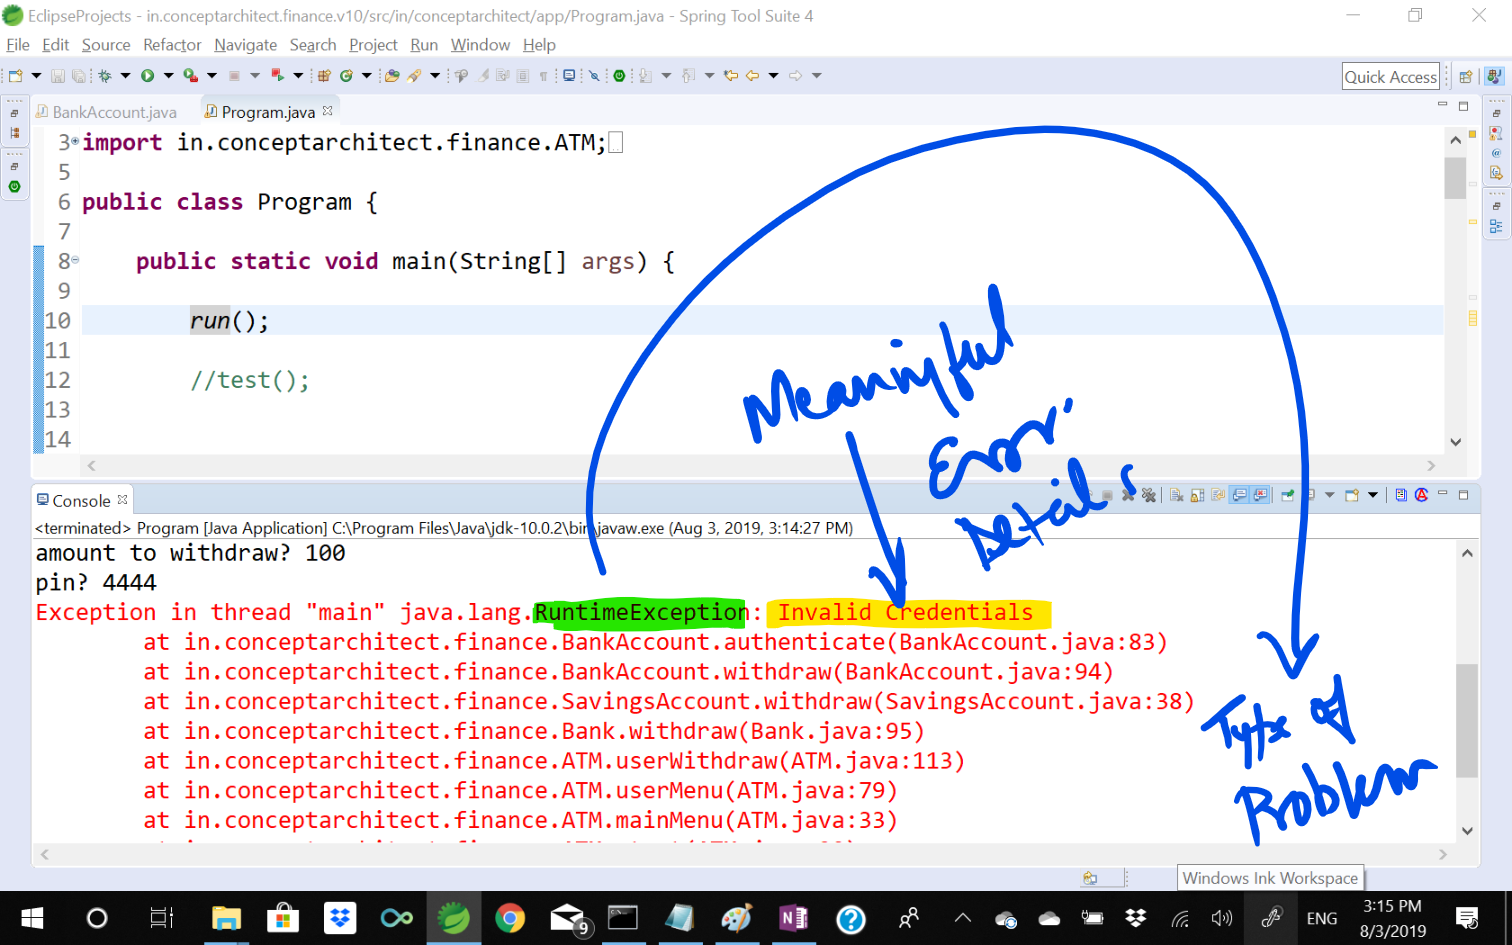 EclipseProjects - in.conceptarchitect.finance.v10/src/in/conceptarchitect/app/Program.java - Spring Tool Suite 4
File Edit Source Refactor Navigate Search Project Run Window Help
Quick Access
BankAccount.java Program.java
3 import in.conceptarchitect.finance.ATM;
5
6 public class Program {
7
8 public static void main(String[] args) {
9
10 run();
11
12 //test();
13
14
Meaningful
Error
Details
Console
<terminated> Program [Java Application] C:\Program Files\Java\jdk-10.0.2\bin\javaw.exe (Aug 3, 2019, 3:14:27 PM)
amount to withdraw? 100
pin? 4444
Exception in thread "main" java.lang.RuntimeException: Invalid Credentials
at in.conceptarchitect.finance.BankAccount.authenticate(BankAccount.java:83)
at in.conceptarchitect.finance.BankAccount.withdraw(BankAccount.java:94)
at in.conceptarchitect.finance.SavingsAccount.withdraw(SavingsAccount.java:38)
at in.conceptarchitect.finance.Bank.withdraw(Bank.java:95)
at in.conceptarchitect.finance.ATM.userWithdraw(ATM.java:113)
at in.conceptarchitect.finance.ATM.userMenu(ATM.java:79)
at in.conceptarchitect.finance.ATM.mainMenu(ATM.java:33)
Type of
Problem
Windows Ink Workspace
9
ENG
3:15 PM
8/3/2019